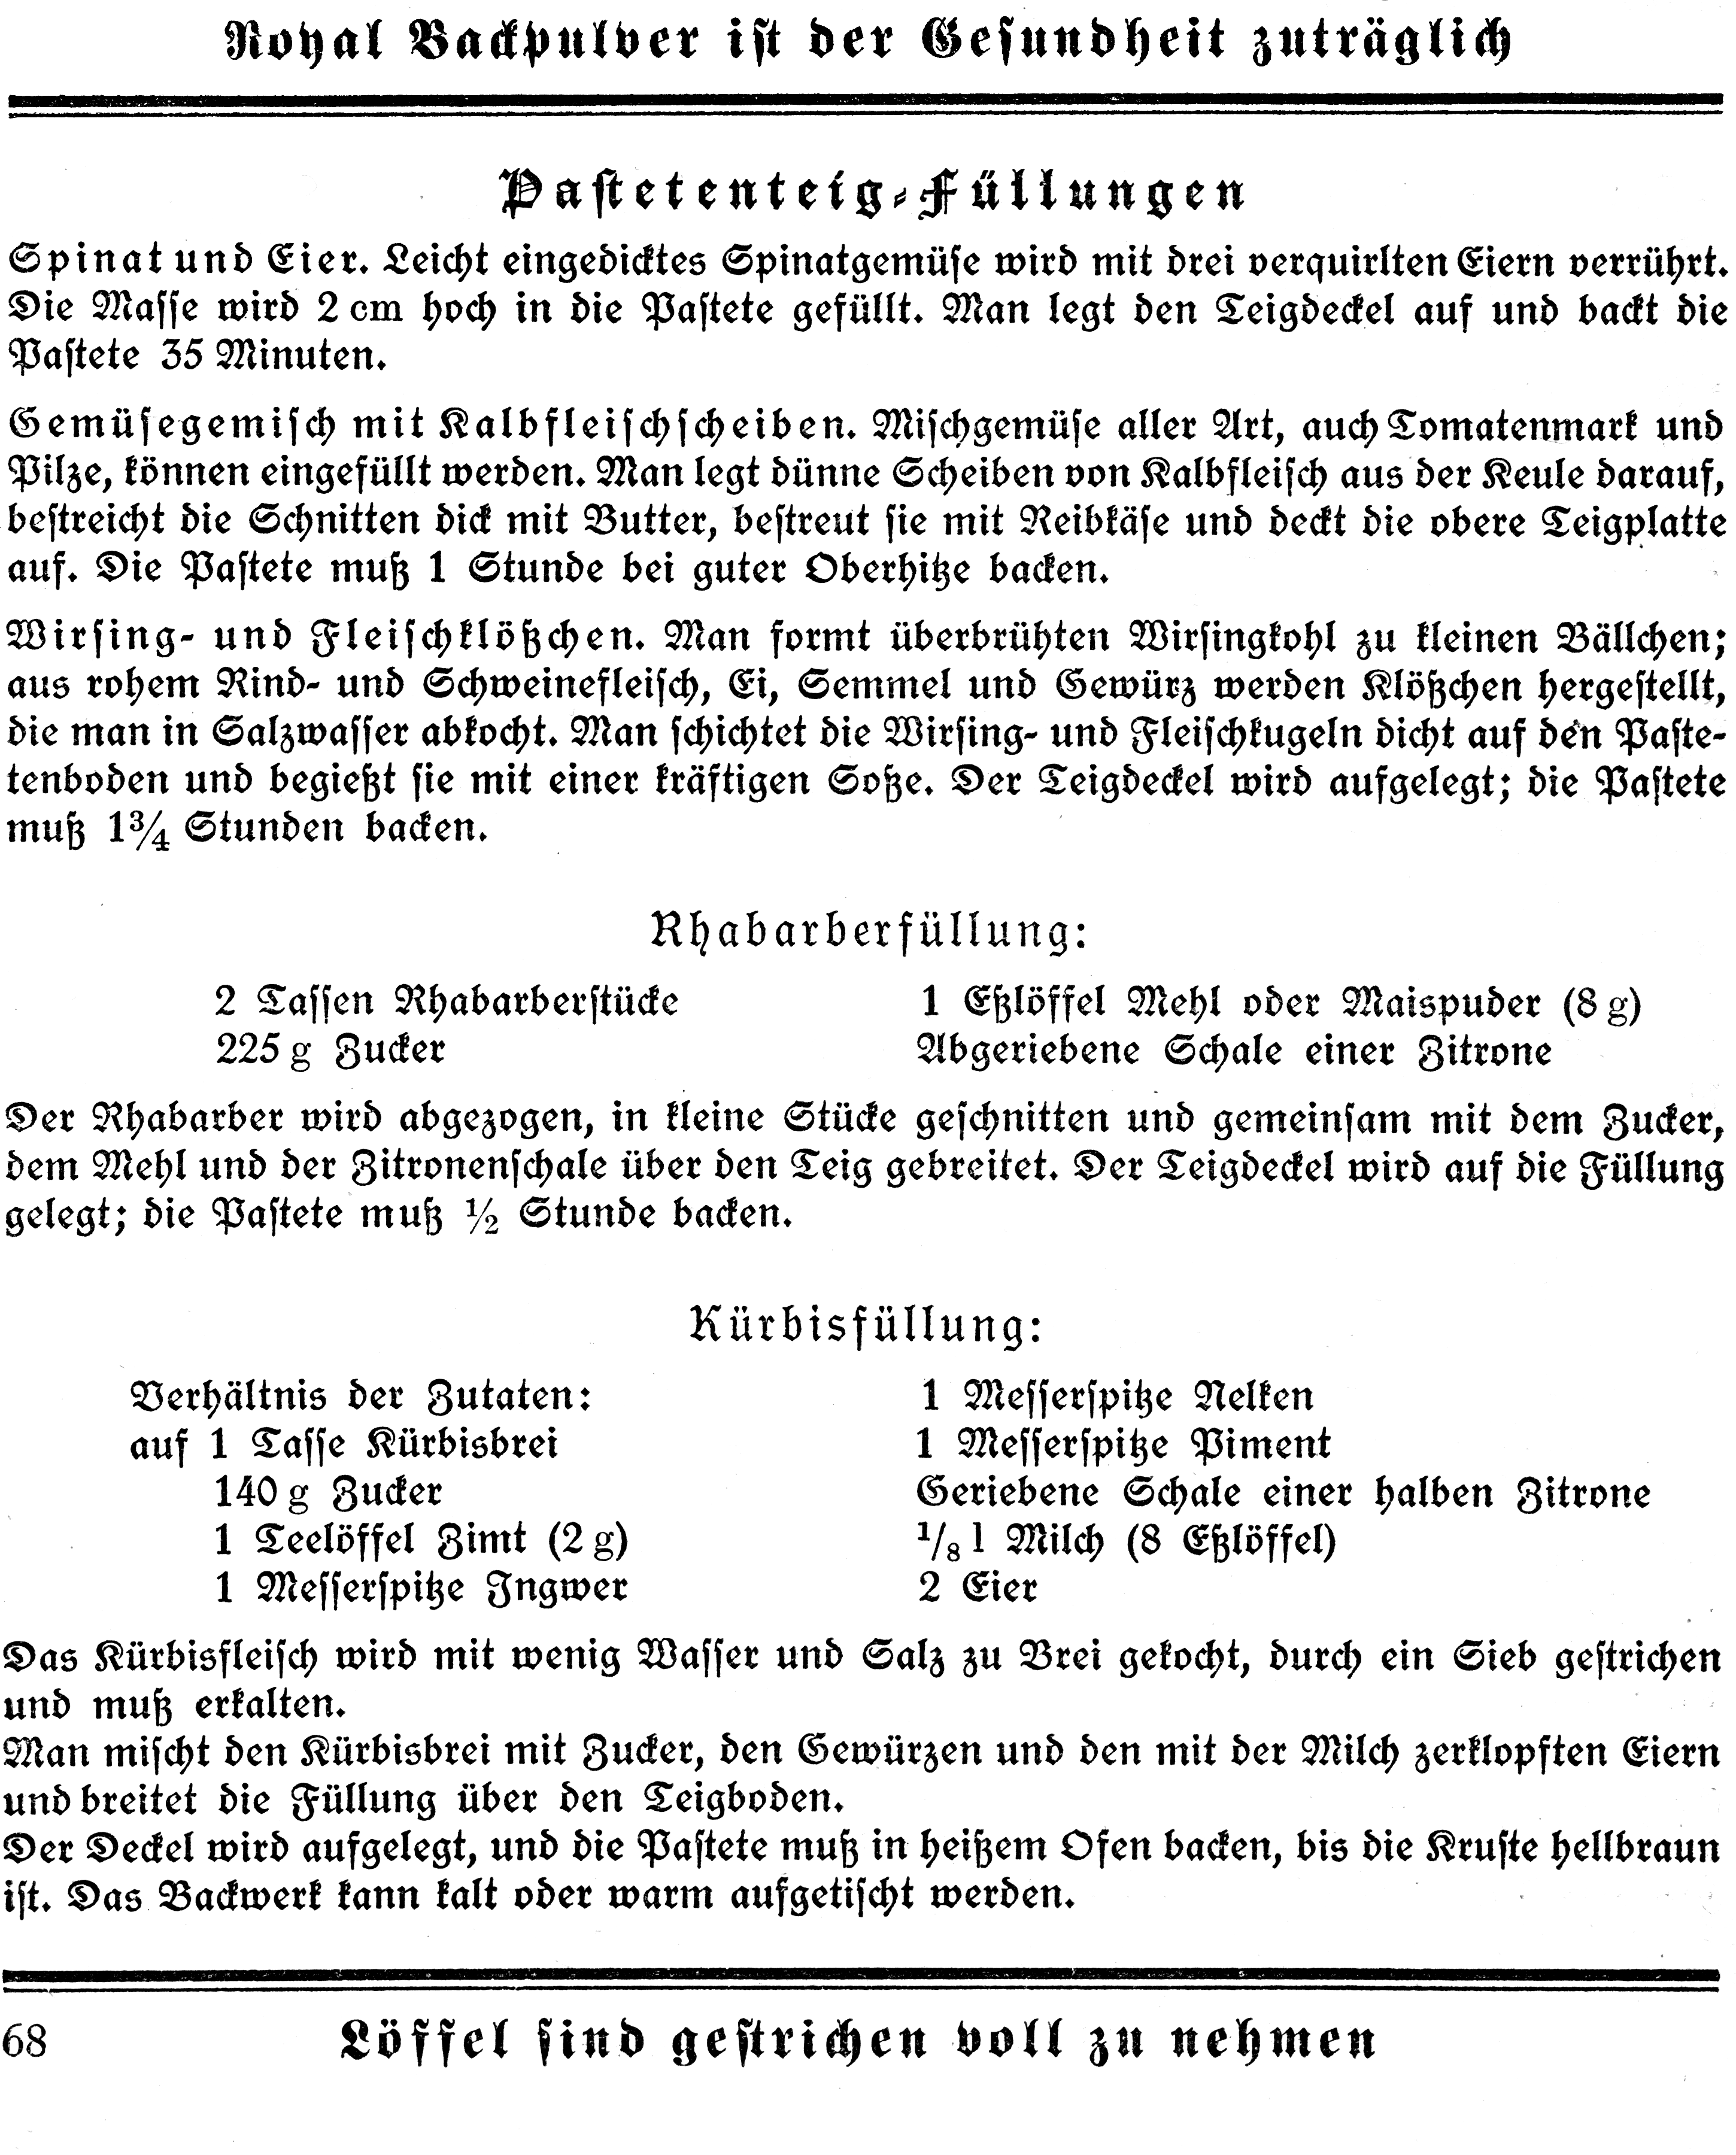 Royal Backpulver ist der Gesundheit zuträglich
Pastetenteig-Füllungen
Spinat und Eier. Leicht eingedicktes Spinatgemüse wird mit drei verquirlten Eiern verrührt.
Die Masse wird 2 cm hoch in die Pastete gefüllt. Man legt den Teigdeckel auf und backt die
Pastete 35 Minuten.
Gemüsegemisch mit Kalbfleischscheiben. Mischgemüse aller Art, auch Tomatenmark und
Pilze, können eingefüllt werden. Man legt dünne Scheiben von Kalbfleisch aus der Keule darauf,
bestreicht die Schnitten dick mit Butter, bestreut sie mit Reibkäse und deckt die obere Teigplatte
auf. Die Pastete muß 1 Stunde bei guter Oberhitze backen.
Wirsing- und Fleischklößchen. Man formt überbrühten Wirsingkohl zu kleinen Bällchen;
aus rohem Rind- und Schweinefleisch, Ei, Semmel und Gewürz werden Klößchen hergestellt,
die man in Salzwasser abkocht. Man schichtet die Wirsing- und Fleischkugeln dicht auf den Paste-
tenboden und begießt sie mit einer kräftigen Soße. Der Teigdeckel wird aufgelegt; die Pastete
muß 1¾ Stunden backen.
Rhabarberfüllung:
2 Tassen Rhabarberstücke
225 g Zucker
1 Eßlöffel Mehl oder Maispuder (8 g)
Abgeriebene Schale einer Zitrone
Der Rhabarber wird abgezogen, in kleine Stücke geschnitten und gemeinsam mit dem Zucker,
dem Mehl und der Zitronenschale über den Teig gebreitet. Der Teigdeckel wird auf die Füllung
gelegt; die Pastete muß ½ Stunde backen.
Kürbisfüllung:
Verhältnis der Zutaten:
auf 1 Tasse Kürbisbrei
140 g Zucker
1 Teelöffel Zimt (2 g)
1 Messerspitze Ingwer
1 Messerspitze Nelken
1 Messerspitze Piment
Geriebene Schale einer halben Zitrone
1/8 l Milch (8 Eßlöffel)
2 Eier
Das Kürbisfleisch wird mit wenig Wasser und Salz zu Brei gekocht, durch ein Sieb gestrichen
und muß erkalten.
Man mischt den Kürbisbrei mit Zucker, den Gewürzen und den mit der Milch zerklopften Eiern
und breitet die Füllung über den Teigboden.
Der Deckel wird aufgelegt, und die Pastete muß in heißem Ofen backen, bis die Kruste hellbraun
ist. Das Backwerk kann kalt oder warm aufgetischt werden.
68
Löffel sind gestrichen voll zu nehmen